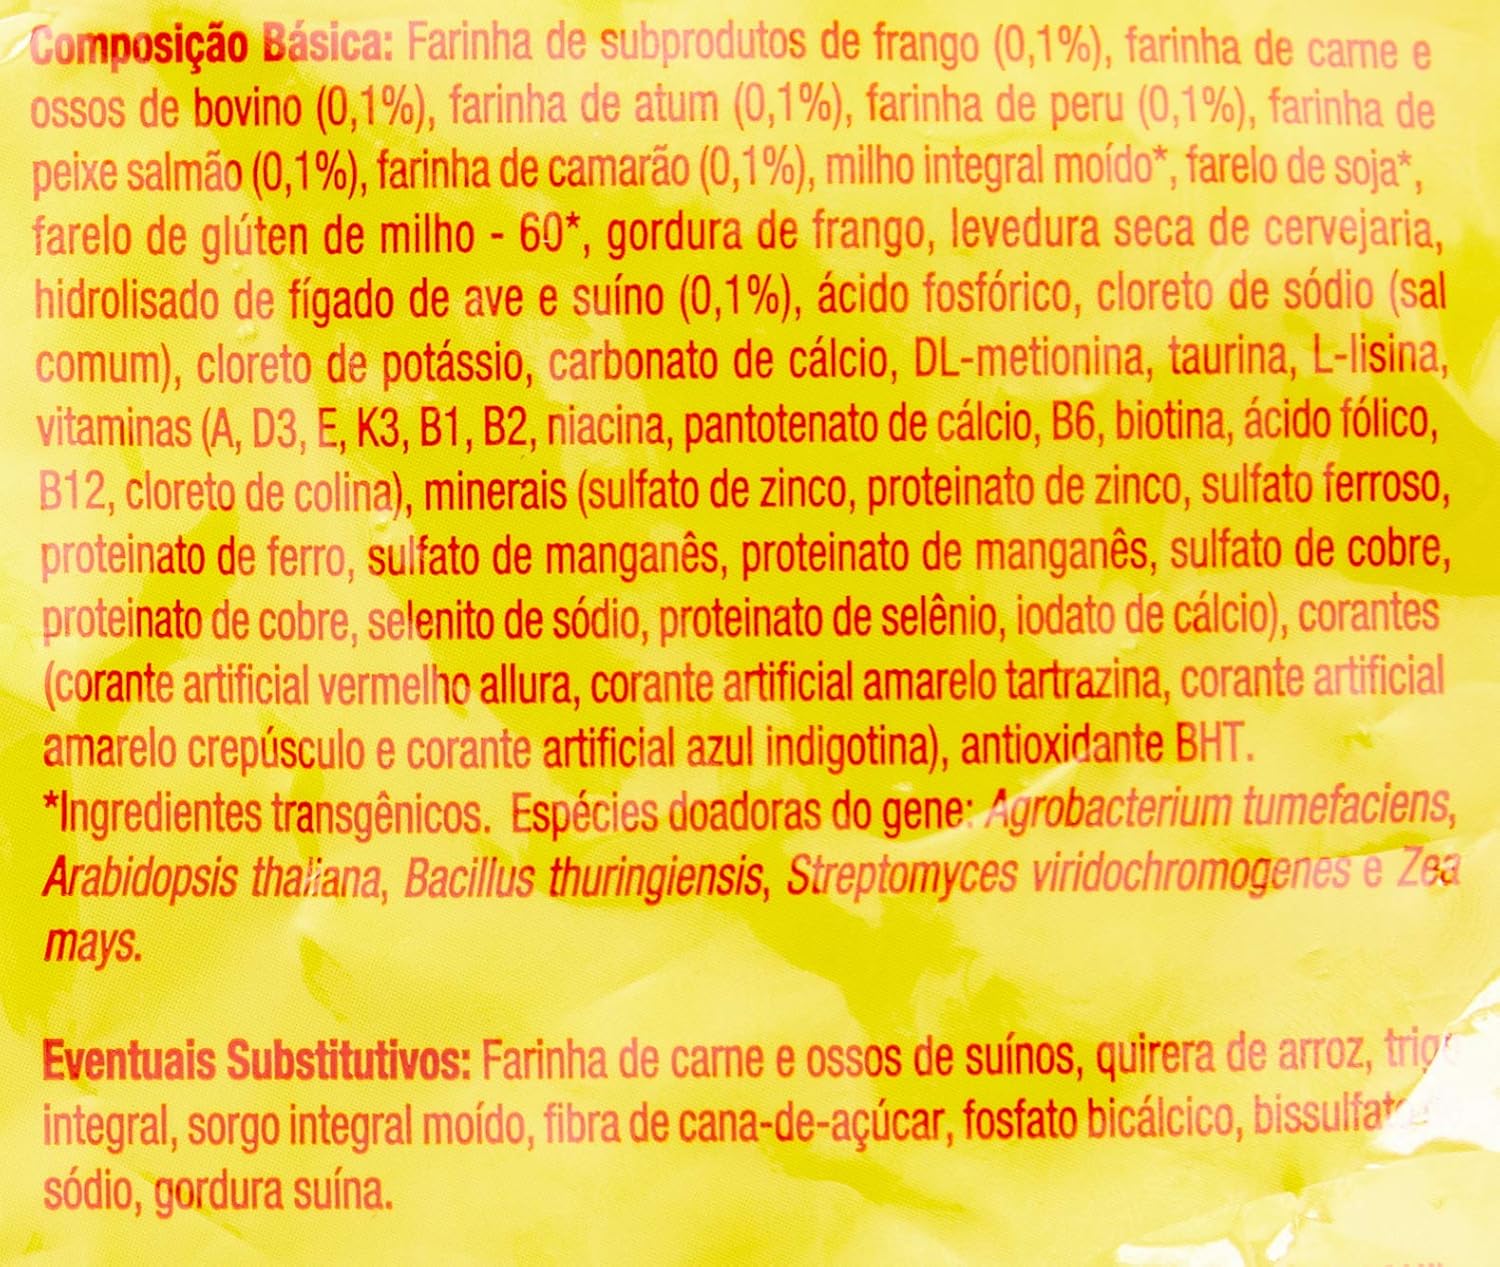 Composição Básica: Farinha de subprodutos de frango (0,1%), farinha de carne e
ossos de bovino (0,1%), farinha de atum (0,1%), farinha de peru (0,1%), farinha de
peixe salmão (0,1%), farinha de camarão (0,1%), milho integral moído*, farelo de soja*,
farelo de glúten de milho - 60*, gordura de frango, levedura seca de cervejaria,
hidrolisado de fígado de ave e suíno (0,1%), ácido fosfórico, cloreto de sódio (sal
comum), cloreto de potássio, carbonato de cálcio, DL-metionina, taurina, L-lisina,
vitaminas (A, D3, E, K3, B1, B2, niacina, pantotenato de cálcio, B6, biotina, ácido fólico,
B12, cloreto de colina), minerais (sulfato de zinco, proteinato de zinco, sulfato ferroso,
proteinato de ferro, sulfato de manganês, proteinato de manganês, sulfato de cobre,
proteinato de cobre, selenito de sódio, proteinato de selênio, iodato de cálcio), corantes
(corante artificial vermelho allura, corante artificial amarelo tartrazina, corante artificial
amarelo crepúsculo e corante artificial azul indigotina), antioxidante BHT.
*Ingredientes transgênicos. Espécies doadoras do gene: Agrobacterium tumefaciens,
Arabidopsis thaliana, Bacillus thuringiensis, Streptomyces viridochromogenes e Zea
mays.
Eventuais Substitutivos: Farinha de carne e ossos de suínos, quirera de arroz, trigo
integral, sorgo integral moído, fibra de cana-de-açúcar, fosfato bicálcico, bissulfato
sódio, gordura suína.